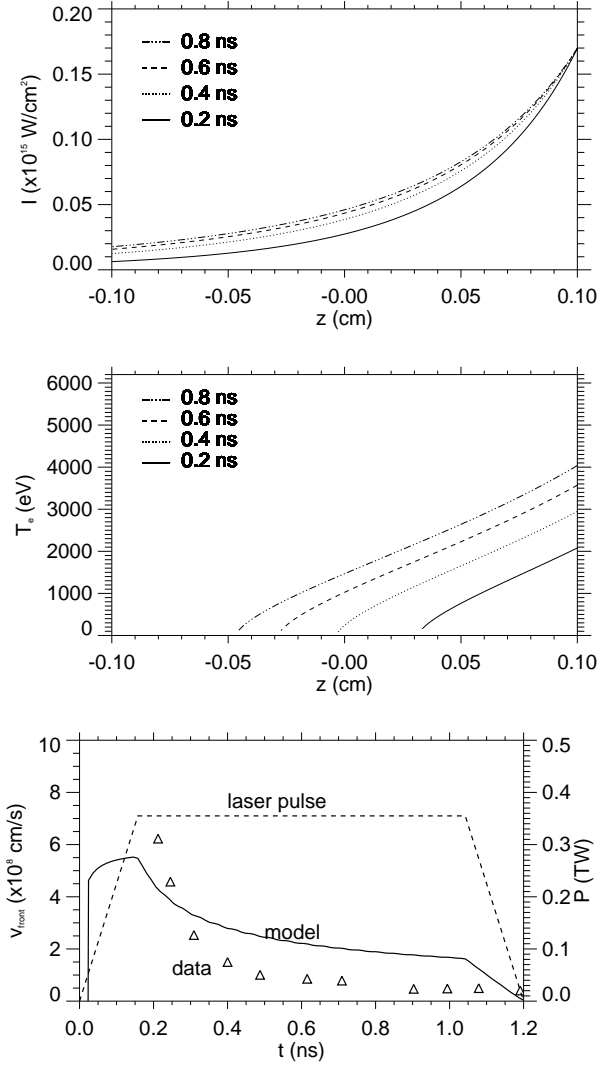 0.20
0.15
0.10
0.05
0.00
I (x10¹⁵ W/cm²)
0.8 ns
0.6 ns
0.4 ns
0.2 ns
-0.10 -0.05 -0.00 0.05 0.10
z (cm)
6000
5000
4000
3000
2000
1000
0
Tₑ (eV)
0.8 ns
0.6 ns
0.4 ns
0.2 ns
-0.10 -0.05 -0.00 0.05 0.10
z (cm)
10
8
6
4
2
0
v_front (x10⁸ cm/s)
laser pulse
model
data
0.5
0.4
0.3
0.2
0.1
0.0
P (TW)
0.0 0.2 0.4 0.6 0.8 1.0 1.2
t (ns)